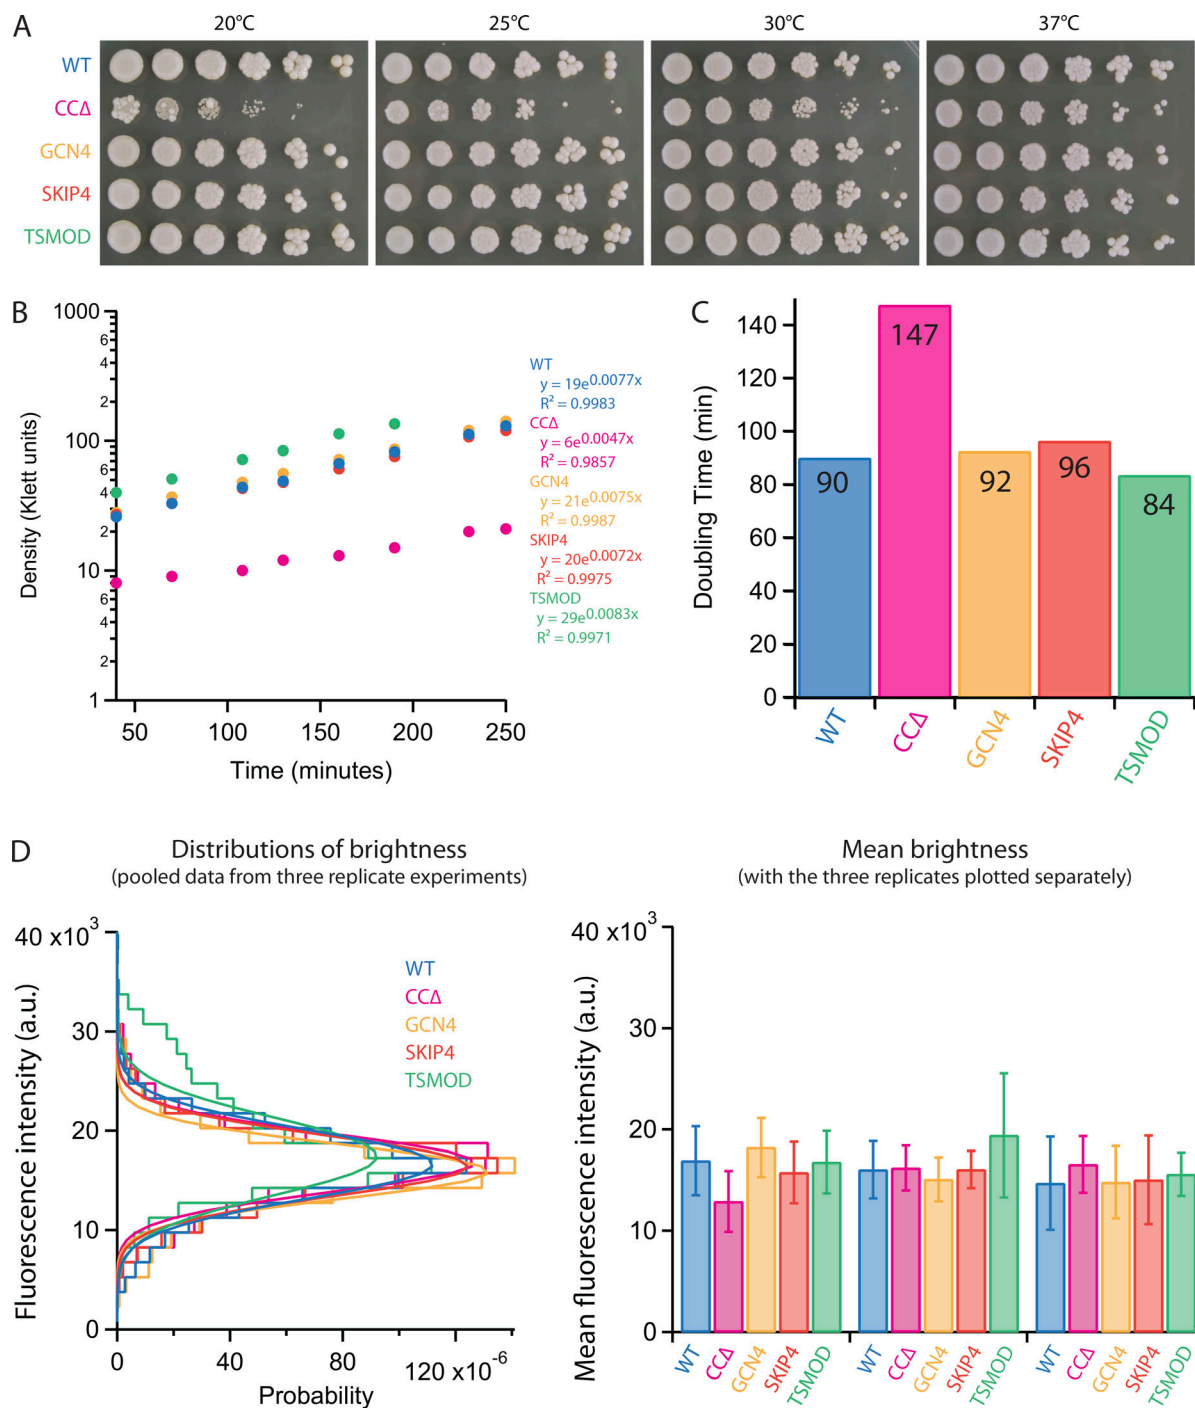 A
20°C 25°C 30°C 37°C
WT
CCΔ
GCN4
SKIP4
TSMOD
B
1000
6
4
2
100
6
4
2
10
6
4
2
1
Density (Klett units)
50 100 150 200 250
Time (minutes)
WT
y = 19e0.0077x
R² = 0.9983
CCΔ
y = 6e0.0047x
R² = 0.9857
GCN4
y = 21e0.0075x
R² = 0.9987
SKIP4
y = 20e0.0072x
R² = 0.9975
TSMOD
y = 29e0.0083x
R² = 0.9971
C
Doubling Time (min)
140
120
100
80
60
40
20
0
90 147 92 96 84
WT CCΔ GCN4 SKIP4 TSMOD
D
Distributions of brightness
(pooled data from three replicate experiments)
40 x10³
30
20
10
0
Fluorescence intensity (a.u.)
WT
CCΔ
GCN4
SKIP4
TSMOD
0 40 80 120 x10⁻⁶
Probability
Mean brightness
(with the three replicates plotted separately)
40 x10³
30
20
10
0
Mean fluorescence intensity (a.u.)
WT CCΔ GCN4 SKIP4 TSMOD WT CCΔ GCN4 SKIP4 TSMOD WT CCΔ GCN4 SKIP4 TSMOD